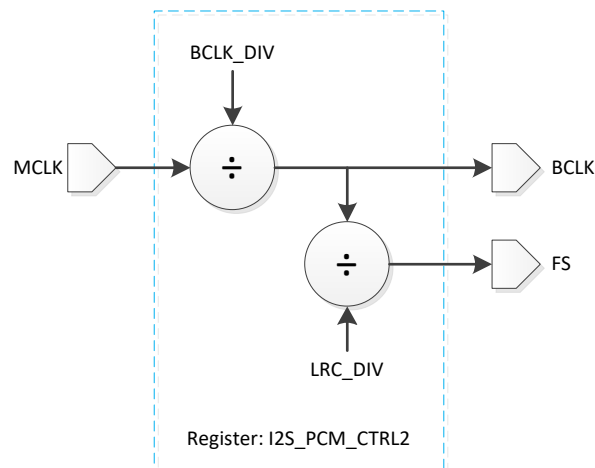 BCLK_DIV
MCLK
÷
BCLK
÷
FS
LRC_DIV
Register: I2S_PCM_CTRL2